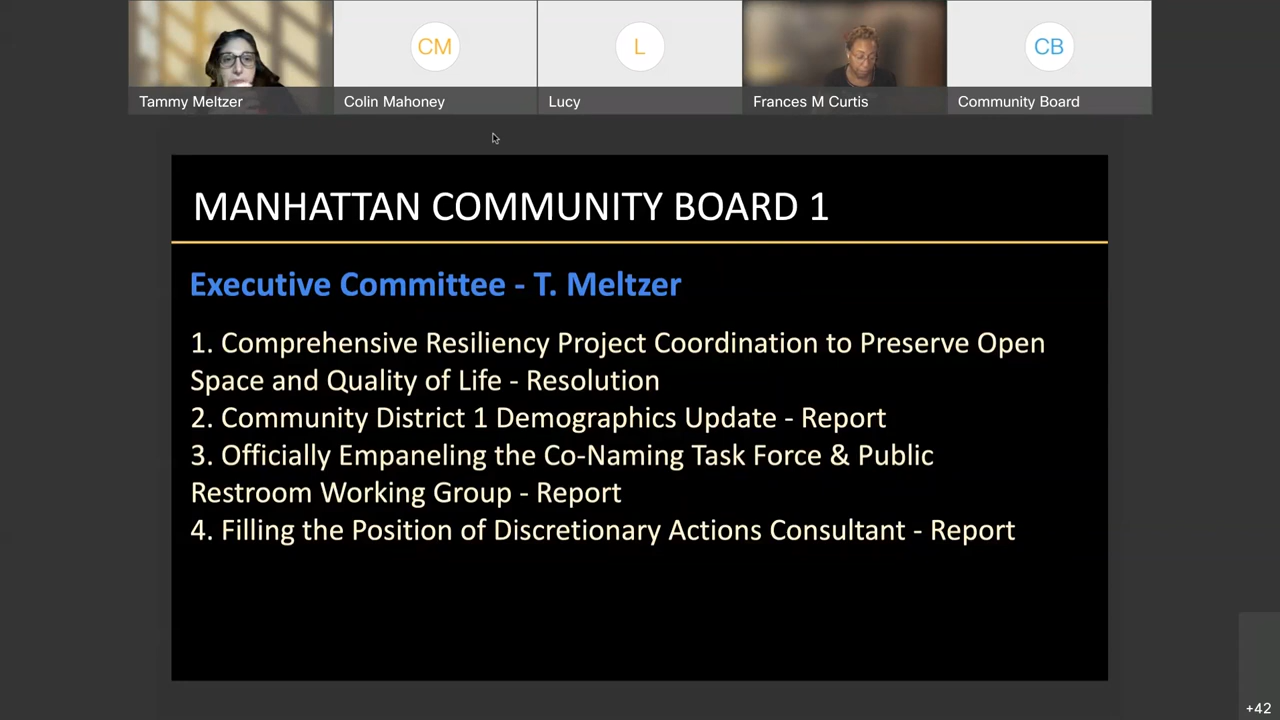 CM
L
CB
Tammy Meltzer
Colin Mahoney
Lucy
Frances M Curtis
Community Board
MANHATTAN COMMUNITY BOARD 1
Executive Committee - T. Meltzer
1. Comprehensive Resiliency Project Coordination to Preserve Open
Space and Quality of Life - Resolution
2. Community District 1 Demographics Update - Report
3. Officially Empaneling the Co-Naming Task Force & Public
Restroom Working Group - Report
4. Filling the Position of Discretionary Actions Consultant - Report
+42